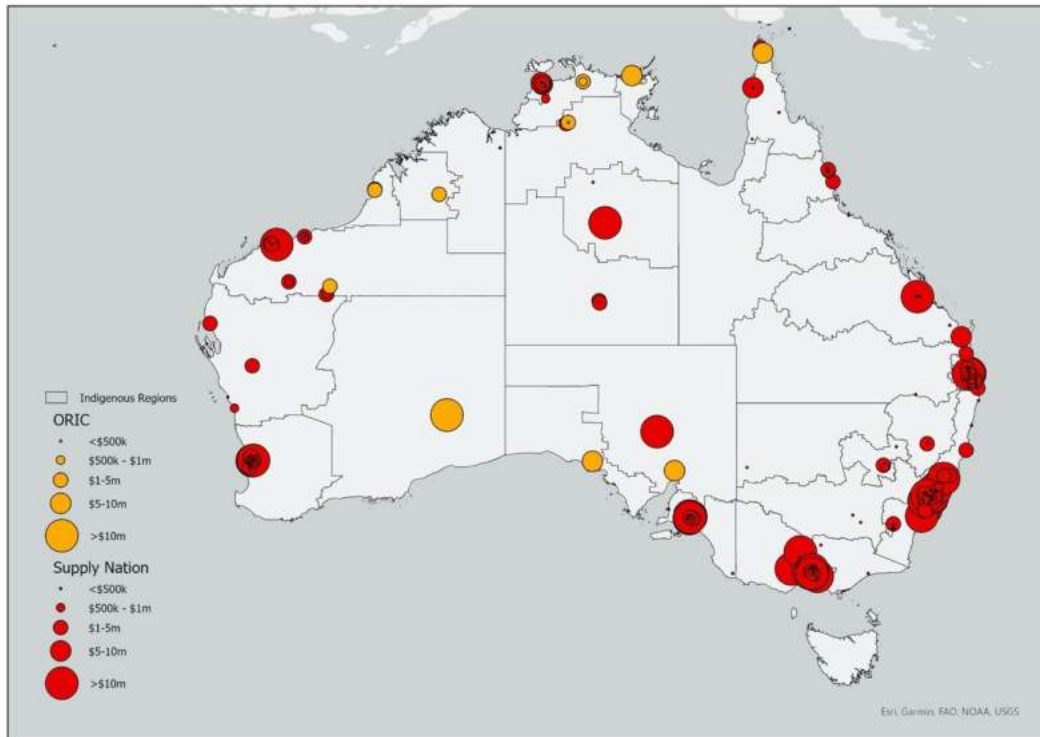 Indigenous Regions
ORIC
<$500k
$500k - $1m
$1-5m
$5-10m
>$10m
Supply Nation
<$500k
$500k - $1m
$1-5m
$5-10m
>$10m
Esri, Garmin, FAO, NOAA, USGS